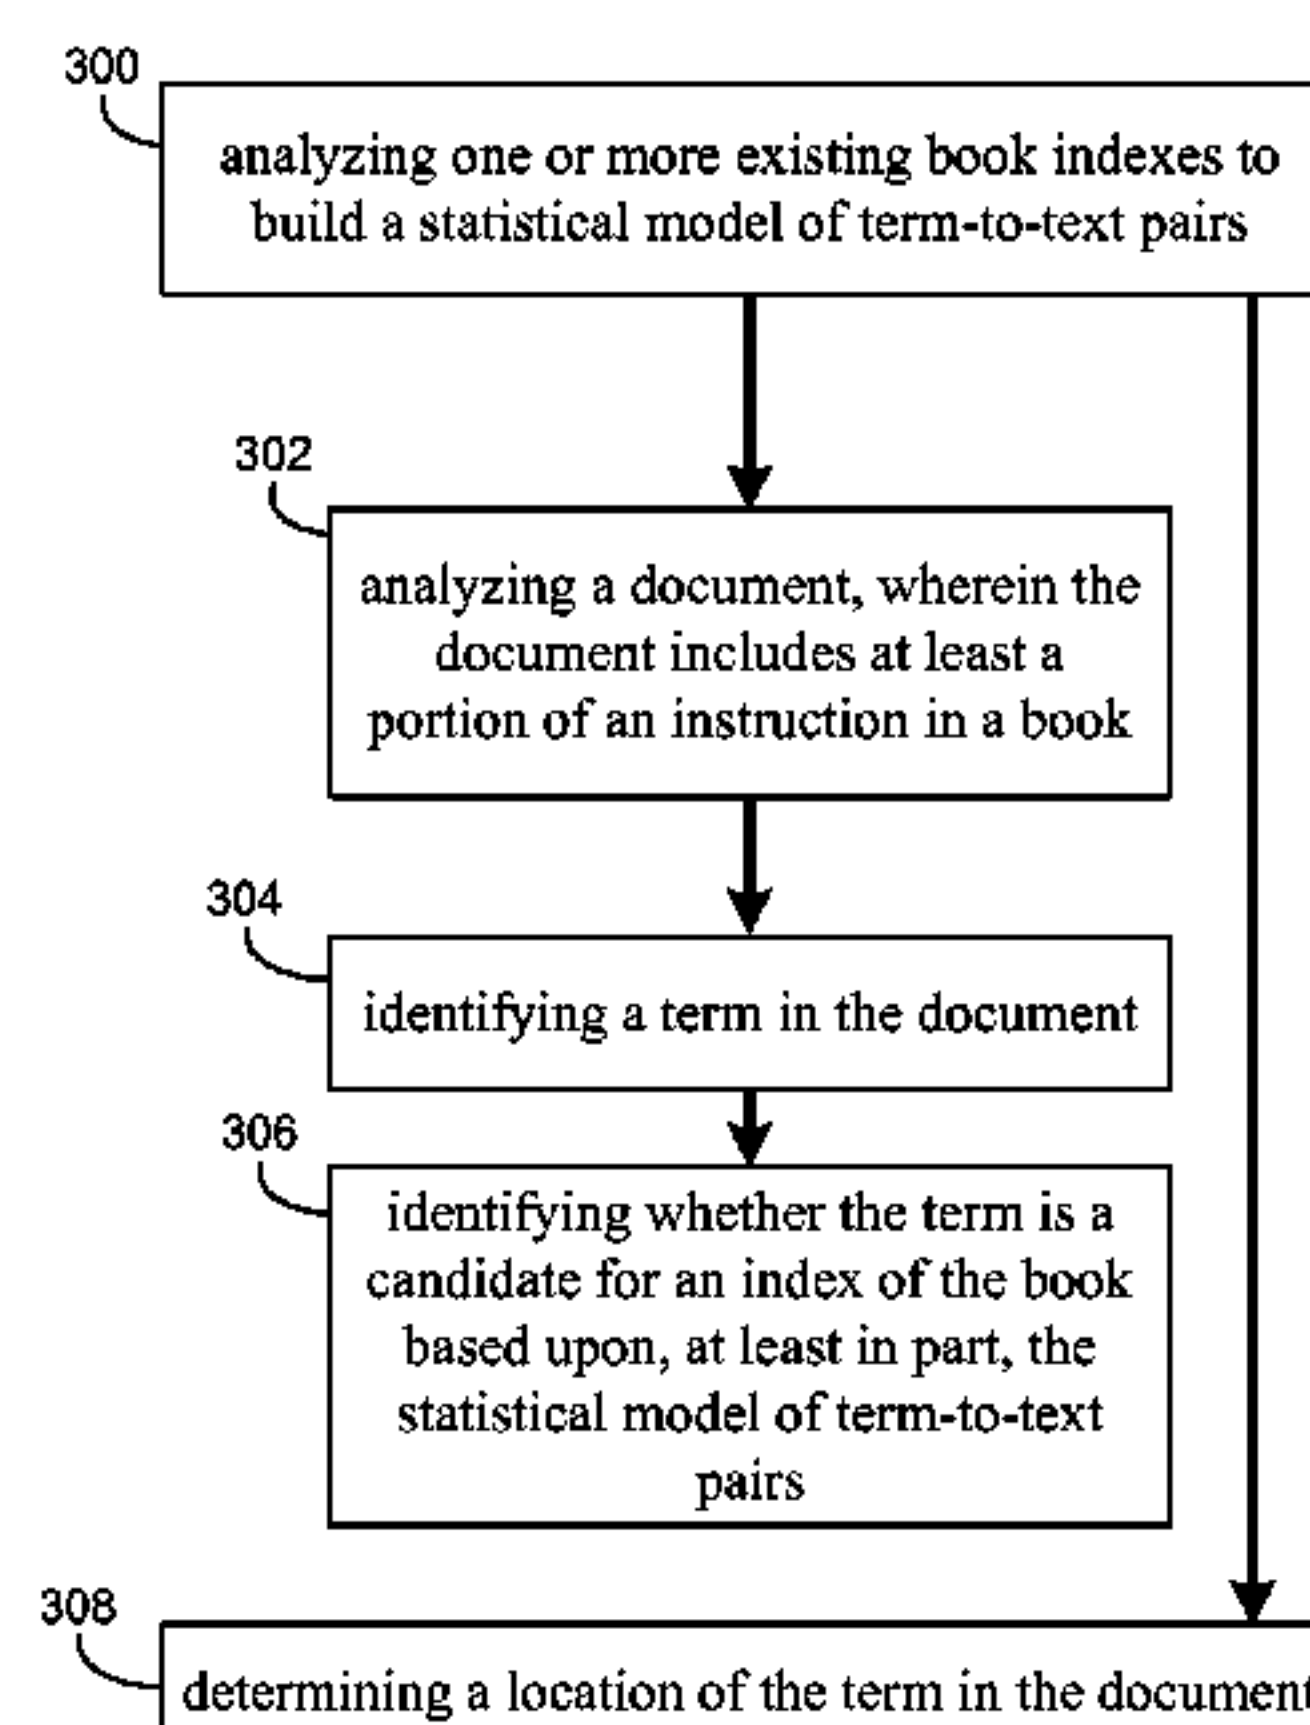 300
analyzing one or more existing book indexes to
build a statistical model of term-to-text pairs
302
analyzing a document, wherein the
document includes at least a
portion of an instruction in a book
304
identifying a term in the document
306
identifying whether the term is a
candidate for an index of the book
based upon, at least in part, the
statistical model of term-to-text
pairs
308
determining a location of the term in the document